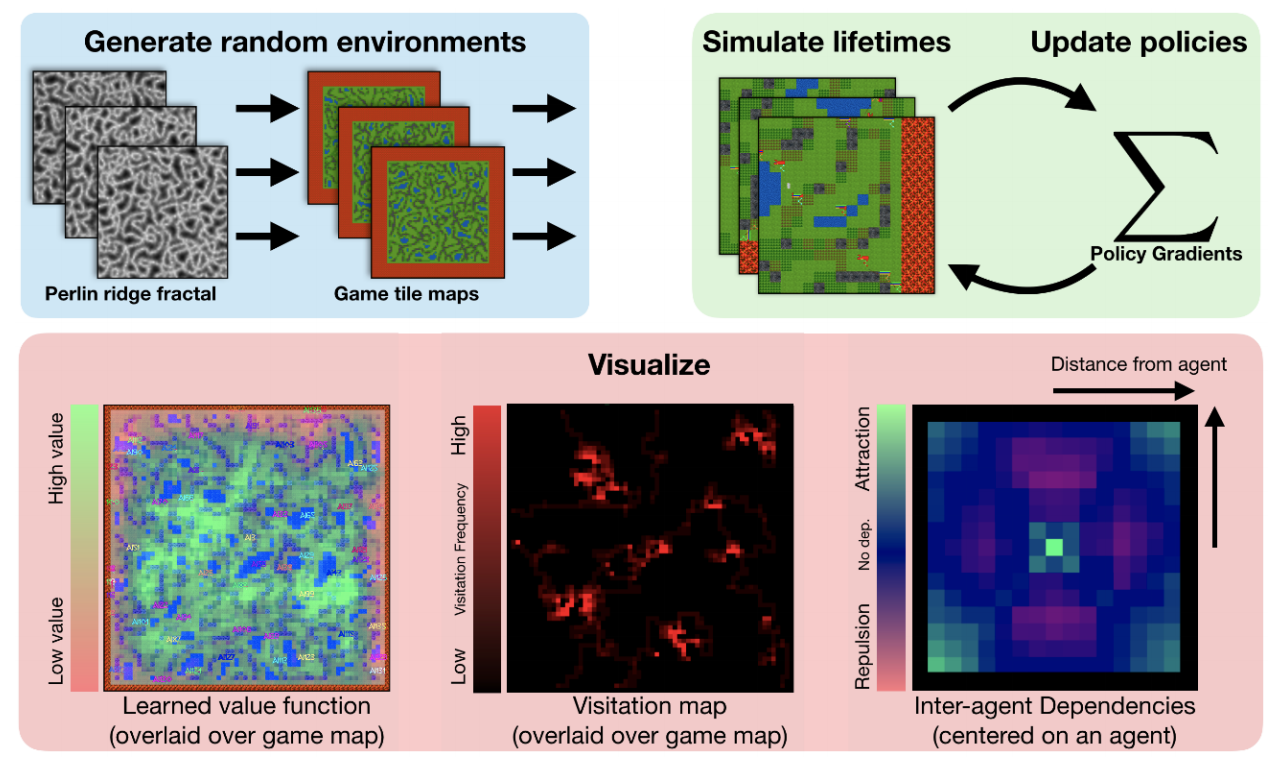 Generate random environments
Perlin ridge fractal
Game tile maps
Simulate lifetimes
Update policies
Policy Gradients
Visualize
High value
Low value
Learned value function
(overlaid over game map)
High
Visitation Frequency
Low
Visitation map
(overlaid over game map)
Distance from agent
Attraction
No dep.
Repulsion
Inter-agent Dependencies
(centered on an agent)